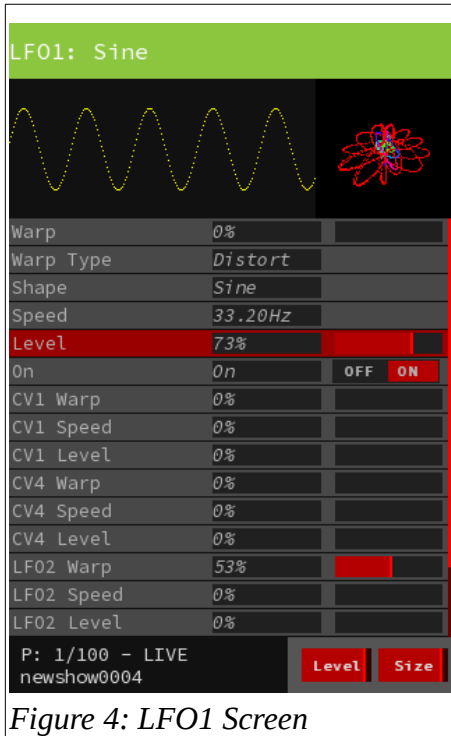 LFO1: Sine
Warp 0%
Warp Type Distort
Shape Sine
Speed 33.20Hz
Level 73%
On On OFF ON
CV1 Warp 0%
CV1 Speed 0%
CV1 Level 0%
CV4 Warp 0%
CV4 Speed 0%
CV4 Level 0%
LFO2 Warp 53%
LFO2 Speed 0%
LFO2 Level 0%
P: 1/100 – LIVE
newshow0004
Level Size
Figure 4: LFO1 Screen